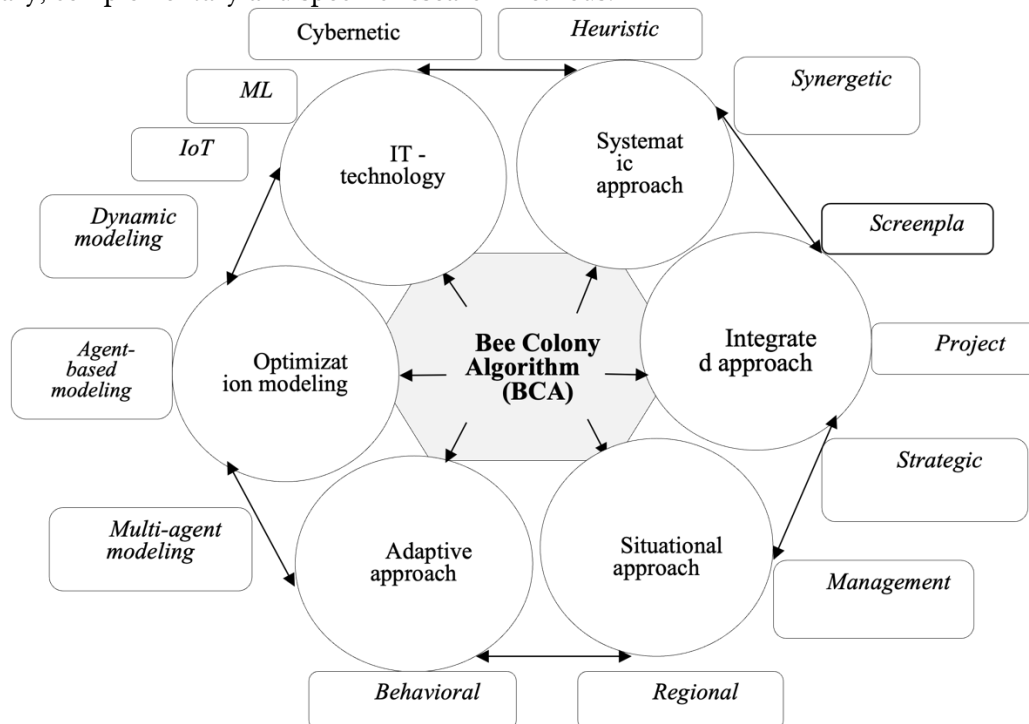 Cybernetic
Heuristic
ML
Synergetic
IoT
IT -
technology
Systemat
ic
approach
Dynamic
modeling
Screenpla
Bee Colony
Algorithm
(BCA)
Integrate
d approach
Project
Agent-
based
modeling
Optimizat
ion modeling
Strategic
Multi-agent
modeling
Adaptive
approach
Situational
approach
Management
Behavioral
Regional